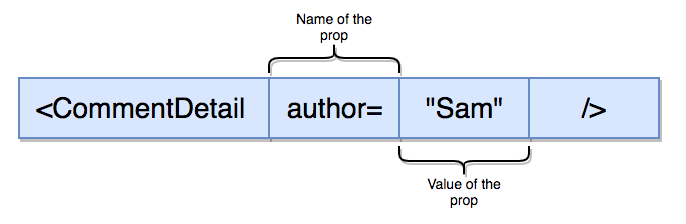 Name of the
prop
<CommentDetail author= "Sam" />
Value of the
prop